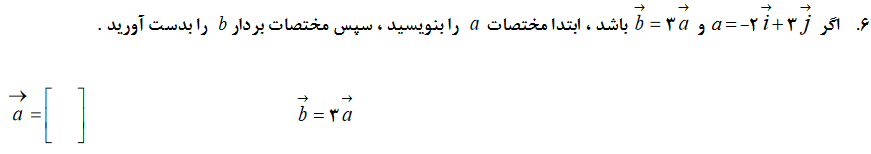 ۶. اگر a = -۲i + ۳j و b = ۳a باشد ، ابتدا مختصات a را بنویسید ، سپس مختصات بردار b را بدست آورید .
a = [ ] b = ۳a